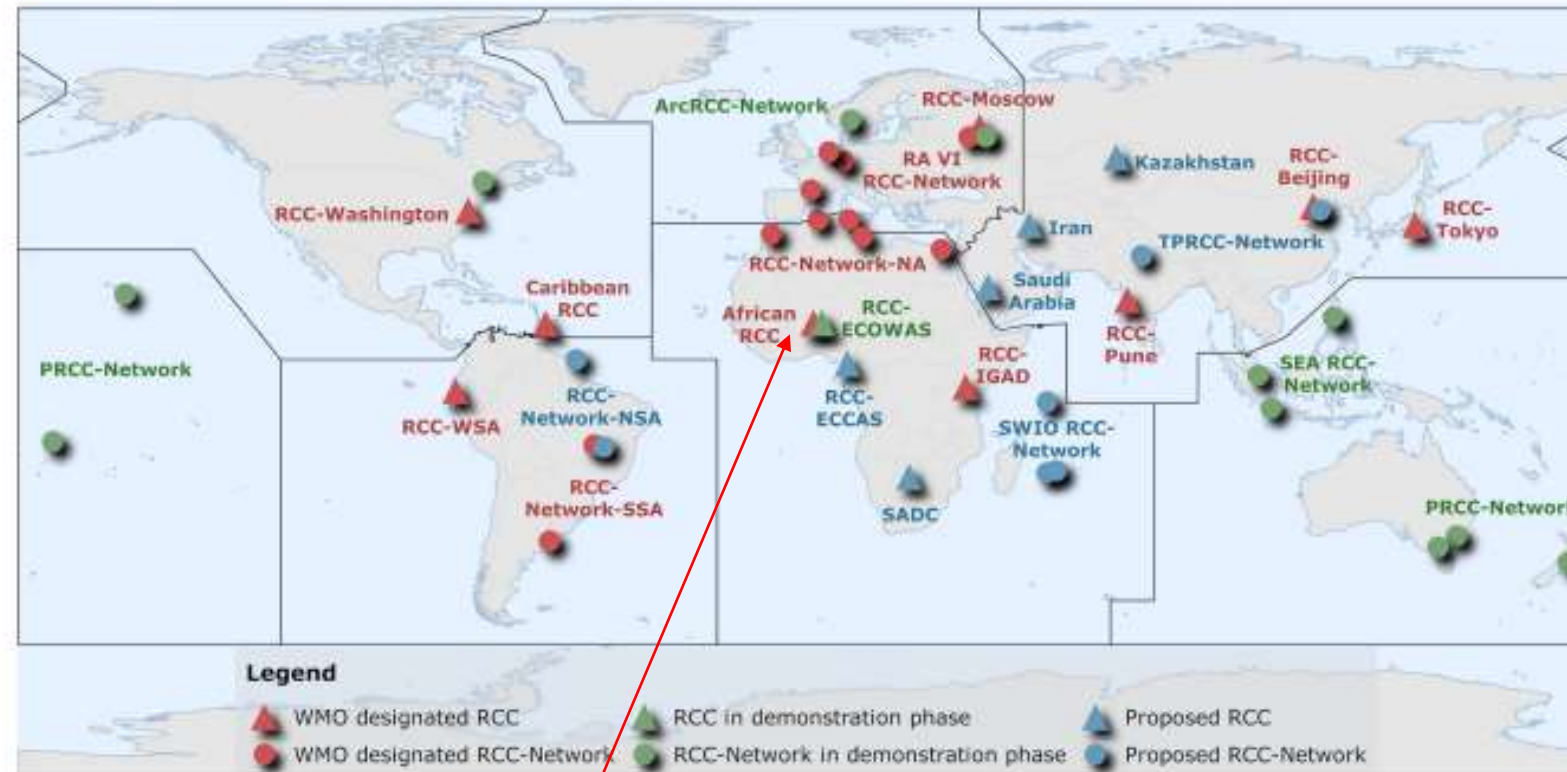 ArcRCC-Network
RCC-Moscow
RA VI
RCC-Network
Kazakhstan
RCC-
Beijing
RCC-
Tokyo
RCC-Washington
Iran
TPRCC-Network
RCC-Network-NA
Saudi
Arabia
Caribbean
RCC
African
RCC
RCC-
ECOWAS
RCC-
Pune
RCC-
IGAD
PRCC-Network
SEA RCC-
Network
RCC-WSA
RCC-
Network-NSA
RCC-
ECCAS
SWIO RCC-
Network
RCC-
Network-SSA
SADC
PRCC-Network
Legend
WMO designated RCC
RCC in demonstration phase
Proposed RCC
WMO designated RCC-Network
RCC-Network in demonstration phase
Proposed RCC-Network